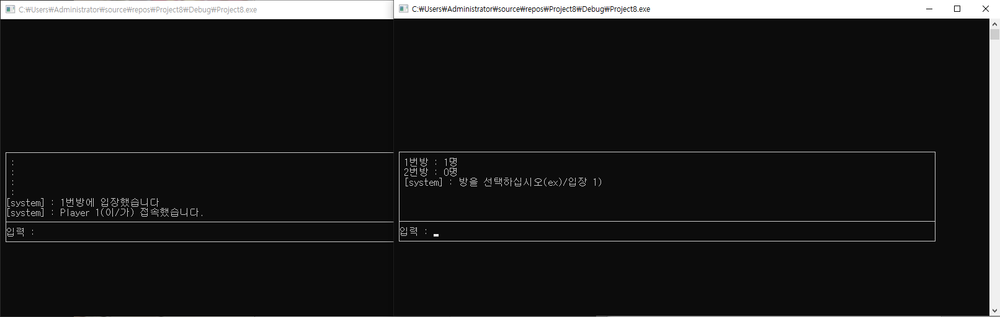 C:₩Users₩Administrator₩source₩repos₩Project8₩Debug₩Project8.exe
:
:
:
:
[system] : 1번방에 입장했습니다
[system] : Player 1(이/가) 접속했습니다.
입력 :
C:₩Users₩Administrator₩source₩repos₩Project8₩Debug₩Project8.exe
1번방 : 1명
2번방 : 0명
[system] : 방을 선택하십시오(ex)/입장 1)
입력 :